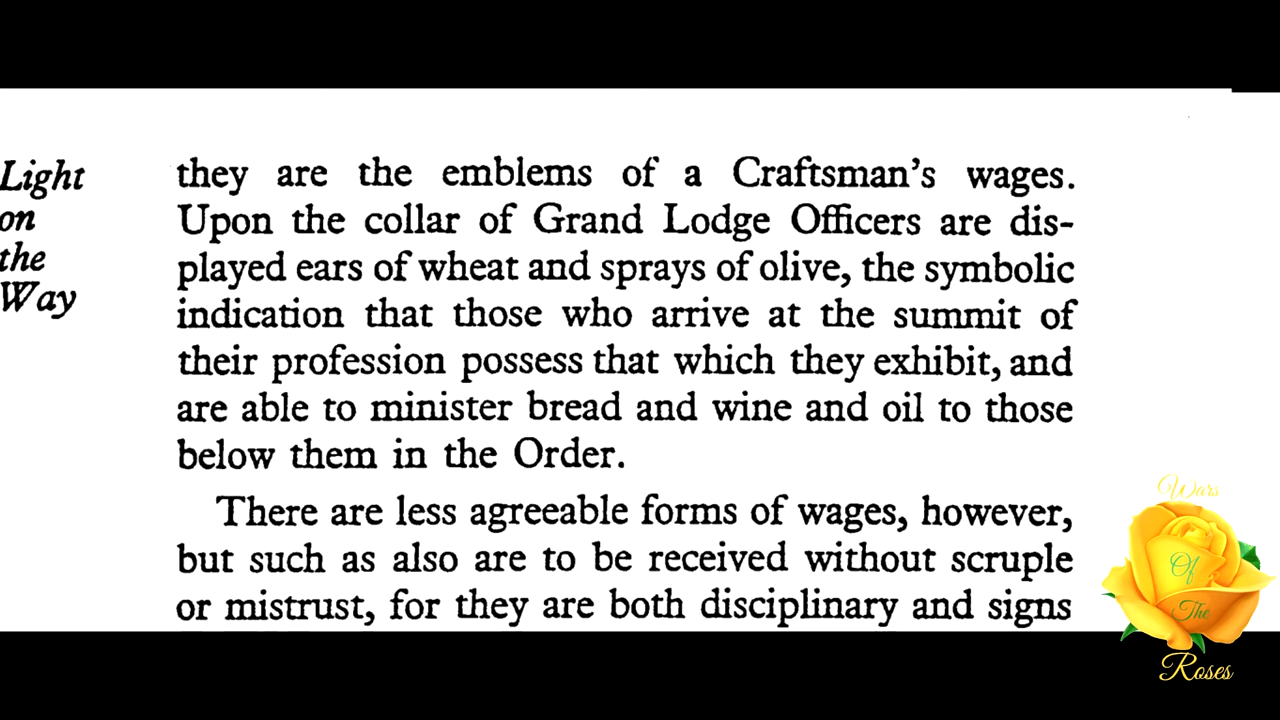 Light
on
the
Way
they are the emblems of a Craftsman's wages.
Upon the collar of Grand Lodge Officers are dis-
played ears of wheat and sprays of olive, the symbolic
indication that those who arrive at the summit of
their profession possess that which they exhibit, and
are able to minister bread and wine and oil to those
below them in the Order.
There are less agreeable forms of wages, however,
but such as also are to be received without scruple
or mistrust, for they are both disciplinary and signs
Wars
Of
The
Roses